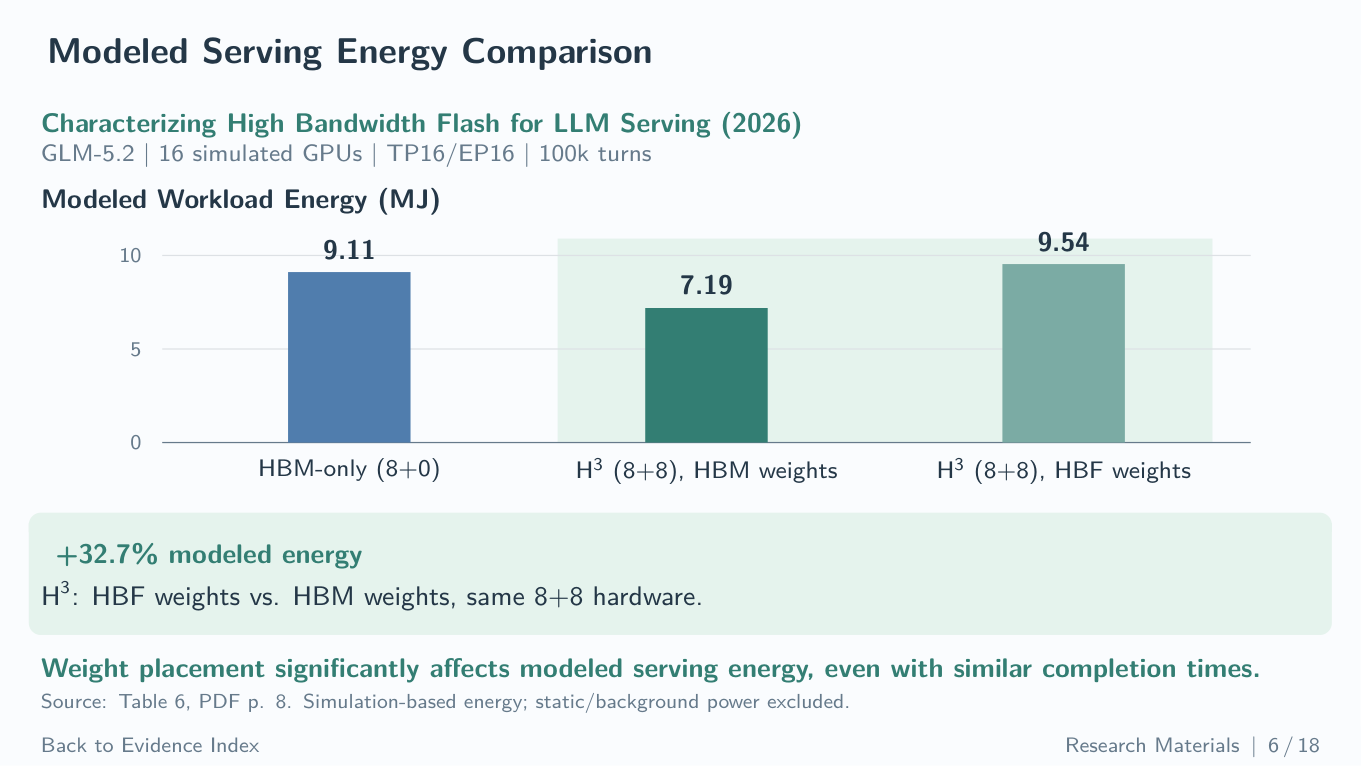 Modeled Serving Energy Comparison
Characterizing High Bandwidth Flash for LLM Serving (2026)
GLM-5.2 | 16 simulated GPUs | TP16/EP16 | 100k turns
Modeled Workload Energy (MJ)
10
5
0
9.11
7.19
9.54
HBM-only (8+0)
H³ (8+8), HBM weights
H³ (8+8), HBF weights
+32.7% modeled energy
H³: HBF weights vs. HBM weights, same 8+8 hardware.
Weight placement significantly affects modeled serving energy, even with similar completion times.
Source: Table 6, PDF p. 8. Simulation-based energy; static/background power excluded.
Back to Evidence Index
Research Materials | 6 / 18